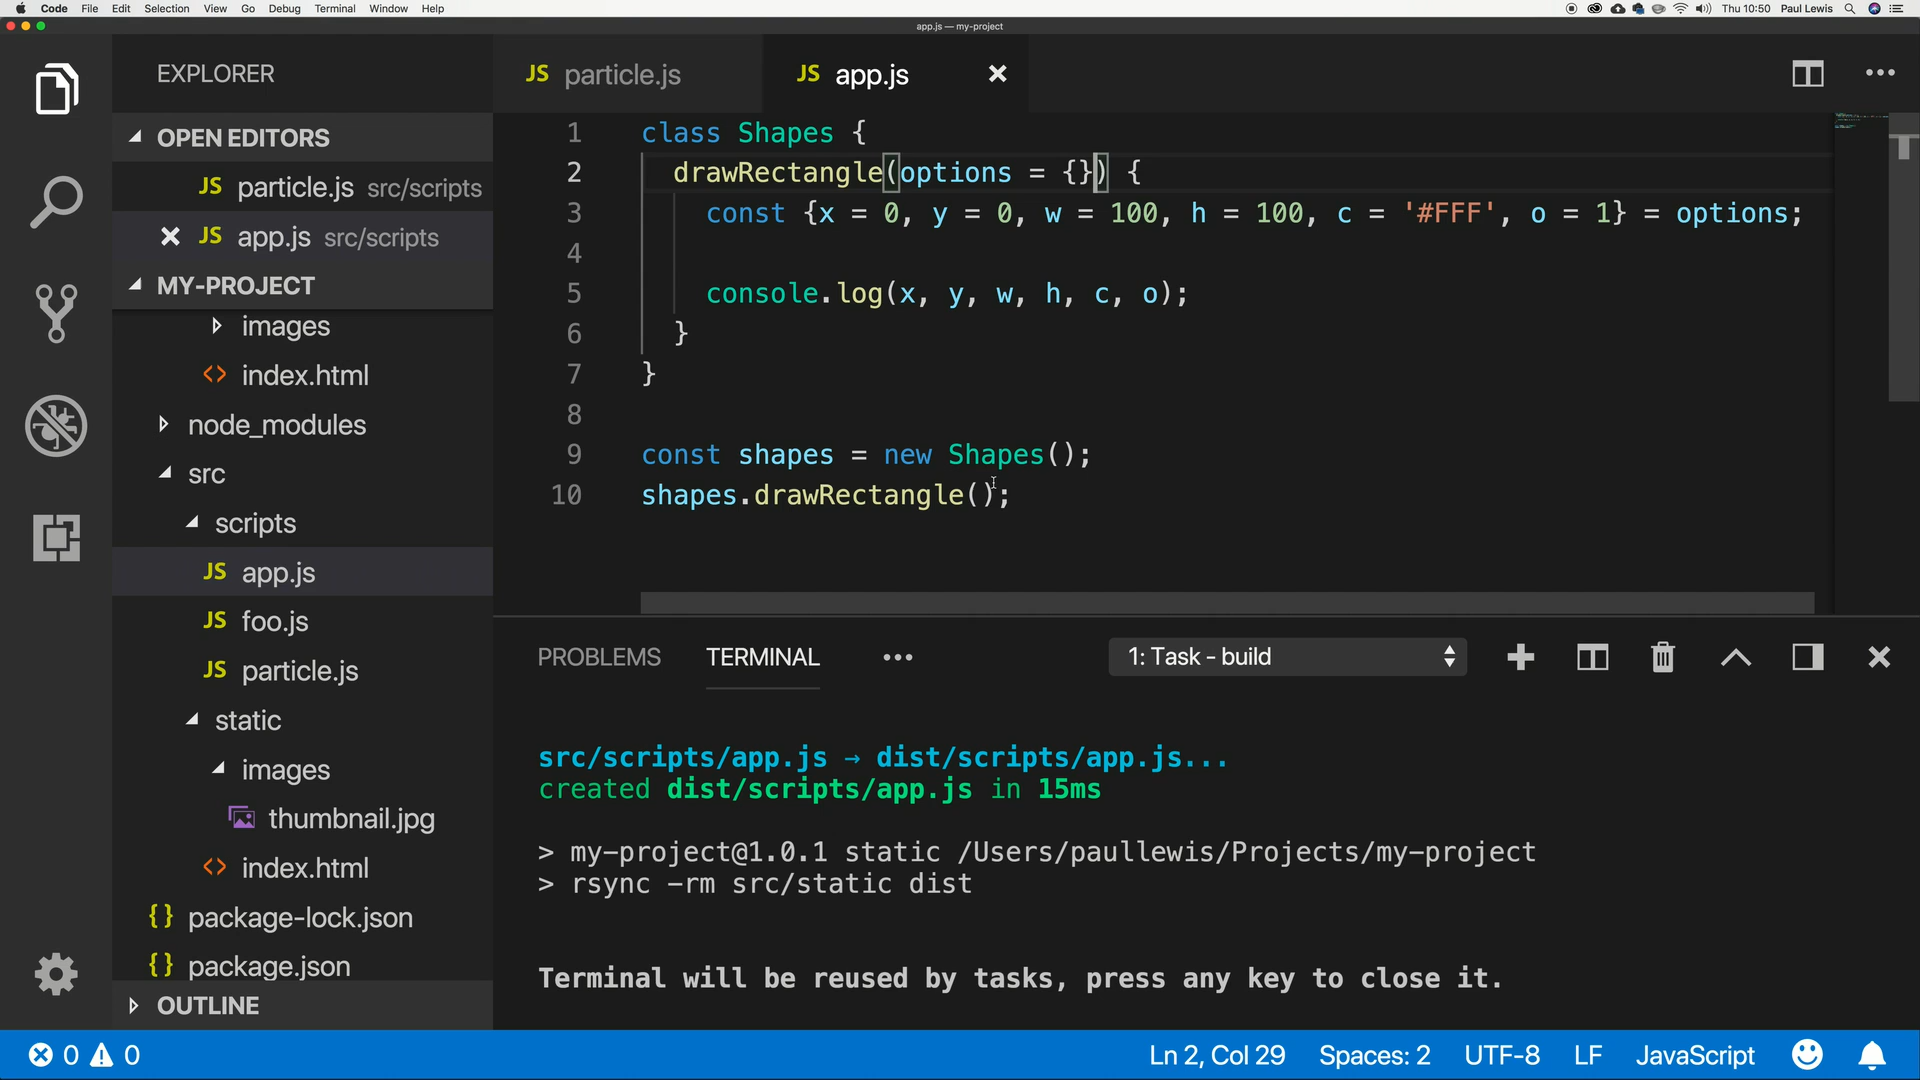 Code File Edit Selection View Go Debug Terminal Window Help
Thu 10:50 Paul Lewis
app.js — my-project
EXPLORER
OPEN EDITORS
JS particle.js src/scripts
JS app.js src/scripts
MY-PROJECT
images
<> index.html
node_modules
src
scripts
JS app.js
JS foo.js
JS particle.js
static
images
thumbnail.jpg
<> index.html
{} package-lock.json
{} package.json
OUTLINE
JS particle.js
JS app.js
1 class Shapes {
2 drawRectangle(options = {}) {
3 const {x = 0, y = 0, w = 100, h = 100, c = '#FFF', o = 1} = options;
4
5 console.log(x, y, w, h, c, o);
6 }
7 }
8
9 const shapes = new Shapes();
10 shapes.drawRectangle();
PROBLEMS TERMINAL
1: Task - build
src/scripts/app.js → dist/scripts/app.js...
created dist/scripts/app.js in 15ms
> my-project@1.0.1 static /Users/paullewis/Projects/my-project
> rsync -rm src/static dist
Terminal will be reused by tasks, press any key to close it.
0 0
Ln 2, Col 29 Spaces: 2 UTF-8 LF JavaScript